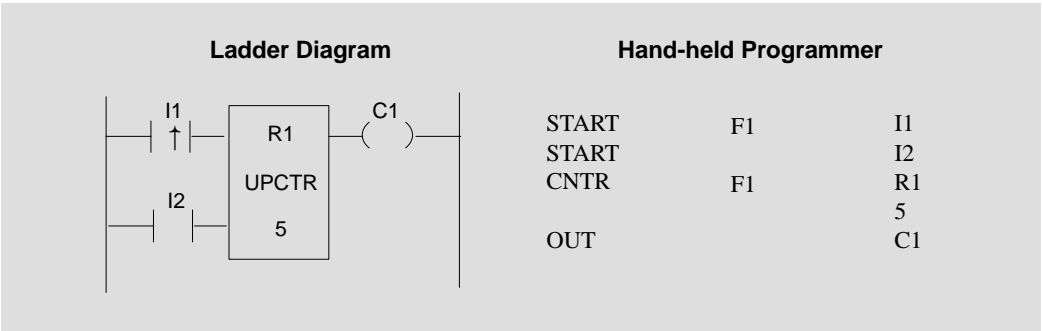 Ladder Diagram
I1
R1
C1
UPCTR
I2
5
Hand-held Programmer
START F1 I1
START I2
CNTR F1 R1
5
OUT C1